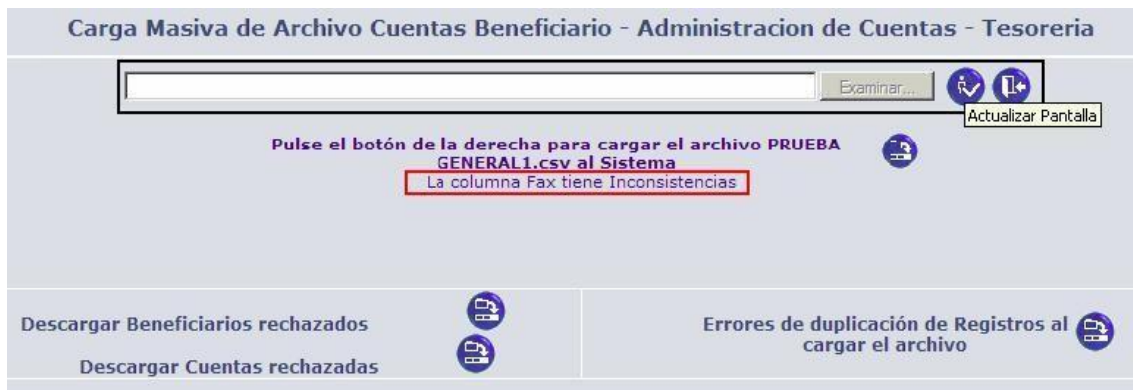 Carga Masiva de Archivo Cuentas Beneficiario - Administracion de Cuentas - Tesoreria
Examinar...
Actualizar Pantalla
Pulse el botón de la derecha para cargar el archivo PRUEBA
GENERAL1.csv al Sistema
La columna Fax tiene Inconsistencias
Descargar Beneficiarios rechazados
Descargar Cuentas rechazadas
Errores de duplicación de Registros al
cargar el archivo